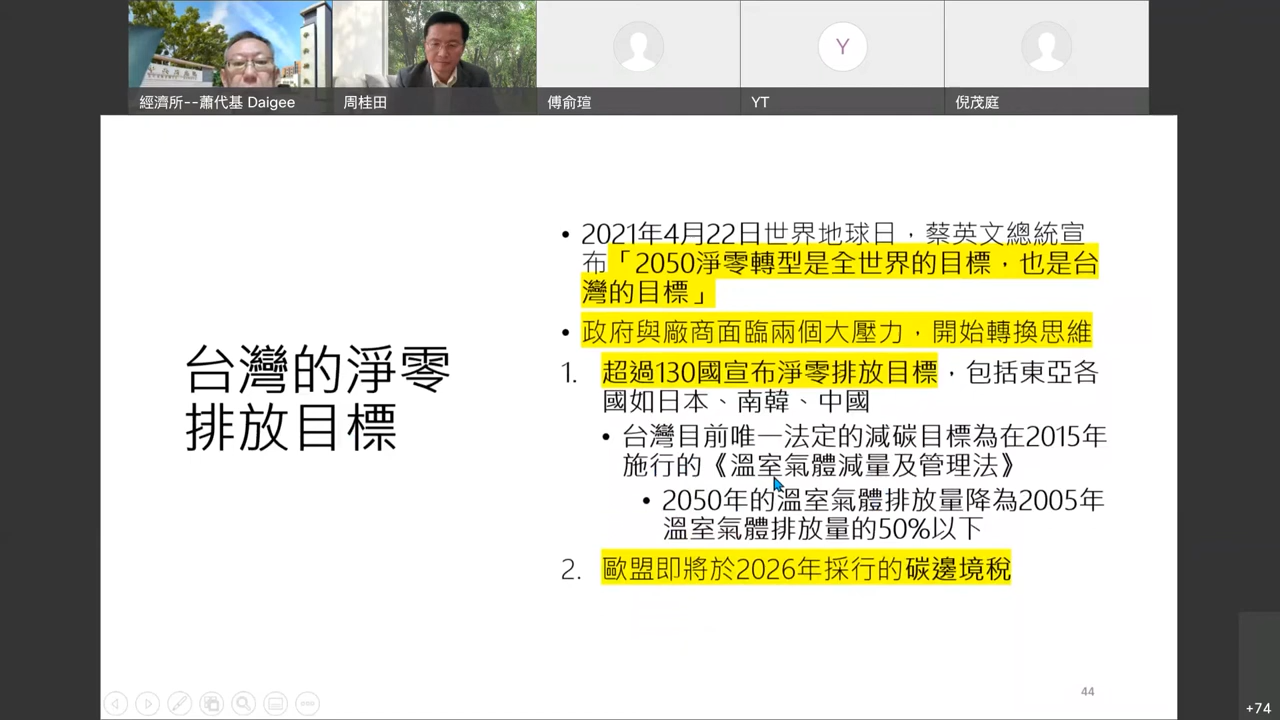 經濟所--蕭代基 Daigee
周桂田
傅俞瑄
Y
YT
倪茂庭
台灣的淨零
排放目標
• 2021年4月22日世界地球日，蔡英文總統宣
布「2050淨零轉型是全世界的目標，也是台
灣的目標」
• 政府與廠商面臨兩個大壓力，開始轉換思維
1. 超過130國宣布淨零排放目標，包括東亞各
國如日本、南韓、中國
• 台灣目前唯一法定的減碳目標為在2015年
施行的《溫室氣體減量及管理法》
• 2050年的溫室氣體排放量降為2005年
溫室氣體排放量的50%以下
2. 歐盟即將於2026年採行的碳邊境稅
44
+74